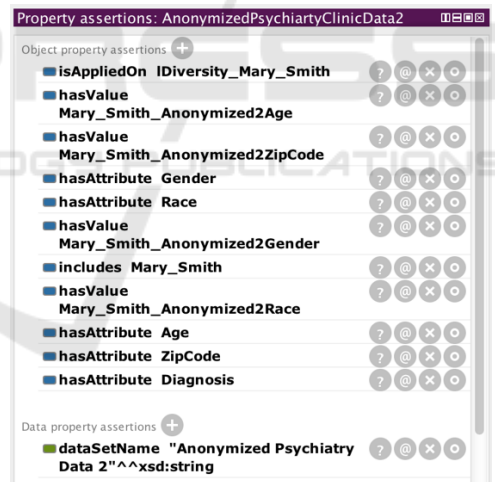 Property assertions: AnonymizedPsychiartyClinicData2
Object property assertions
isAppliedOn lDiversity_Mary_Smith
hasValue
Mary_Smith_Anonymized2Age
hasValue
Mary_Smith_Anonymized2ZipCode
hasAttribute Gender
hasAttribute Race
hasValue
Mary_Smith_Anonymized2Gender
includes Mary_Smith
hasValue
Mary_Smith_Anonymized2Race
hasAttribute Age
hasAttribute ZipCode
hasAttribute Diagnosis
Data property assertions
dataSetName "Anonymized Psychiatry
Data 2"^^xsd:string